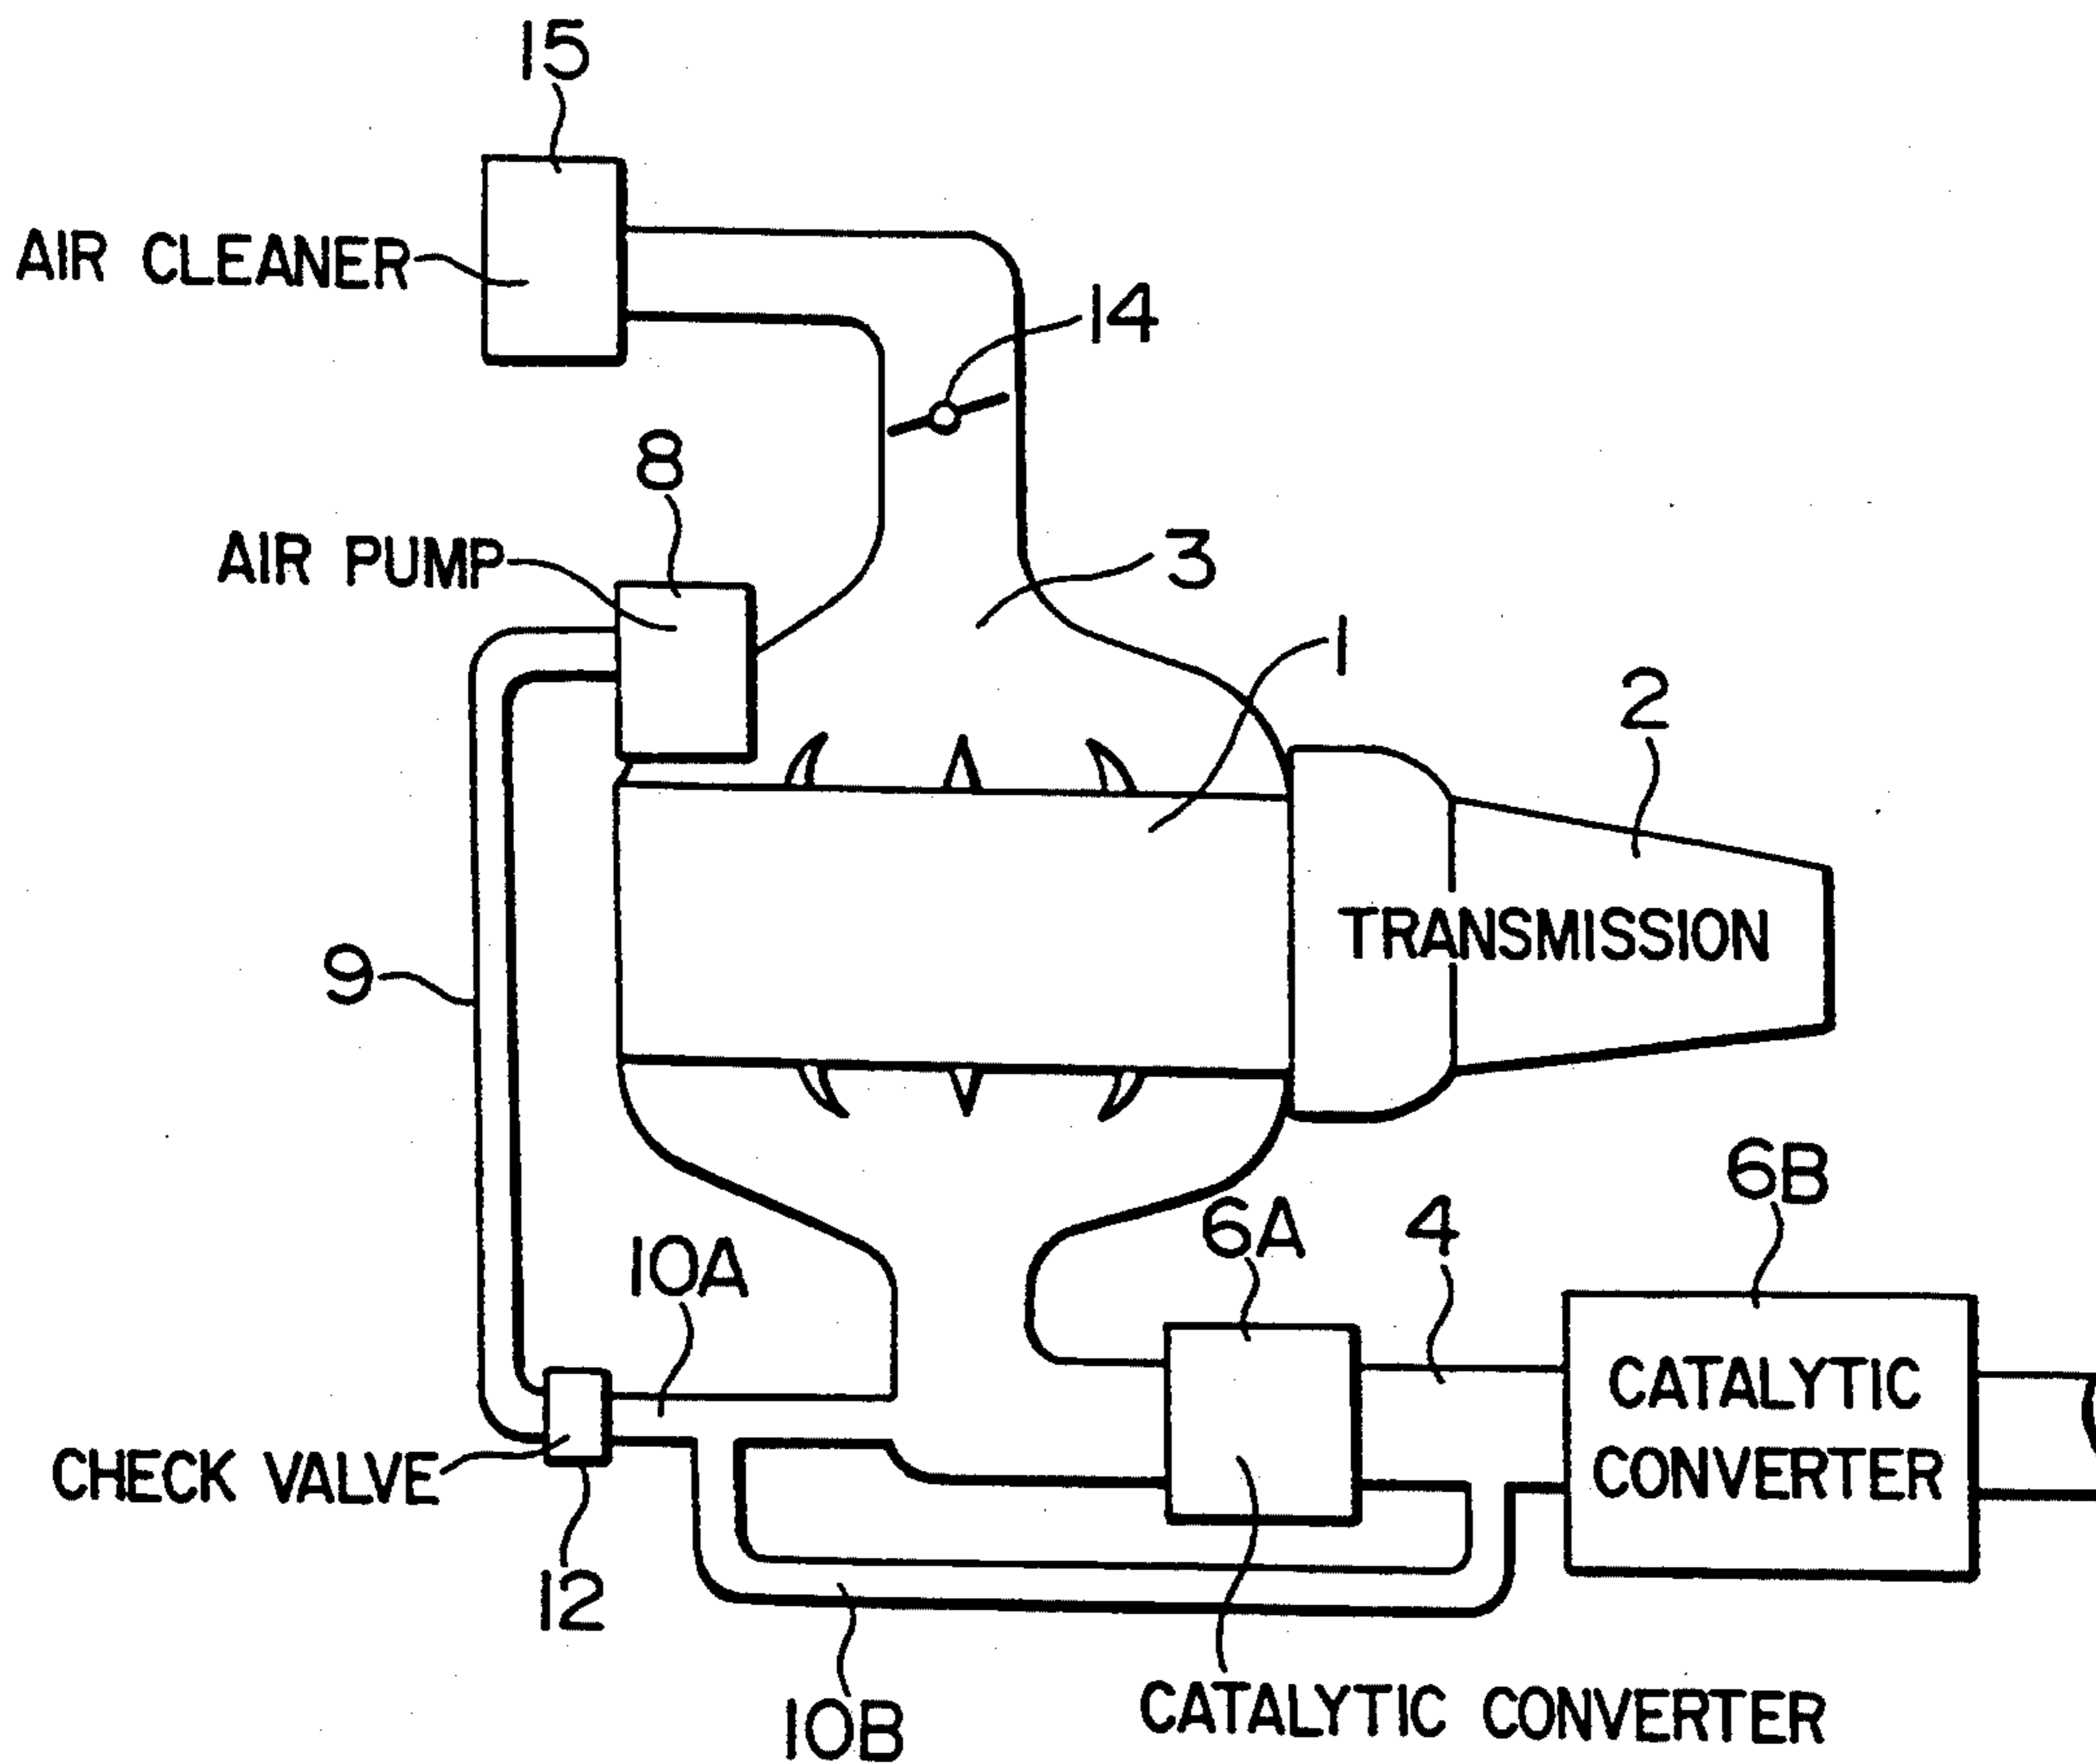 15
AIR CLEANER
14
8
AIR PUMP
3
1
2
TRANSMISSION
9
6B
6A
4
10A
CATALYTIC
CONVERTER
CHECK VALVE
12
10B
CATALYTIC CONVERTER